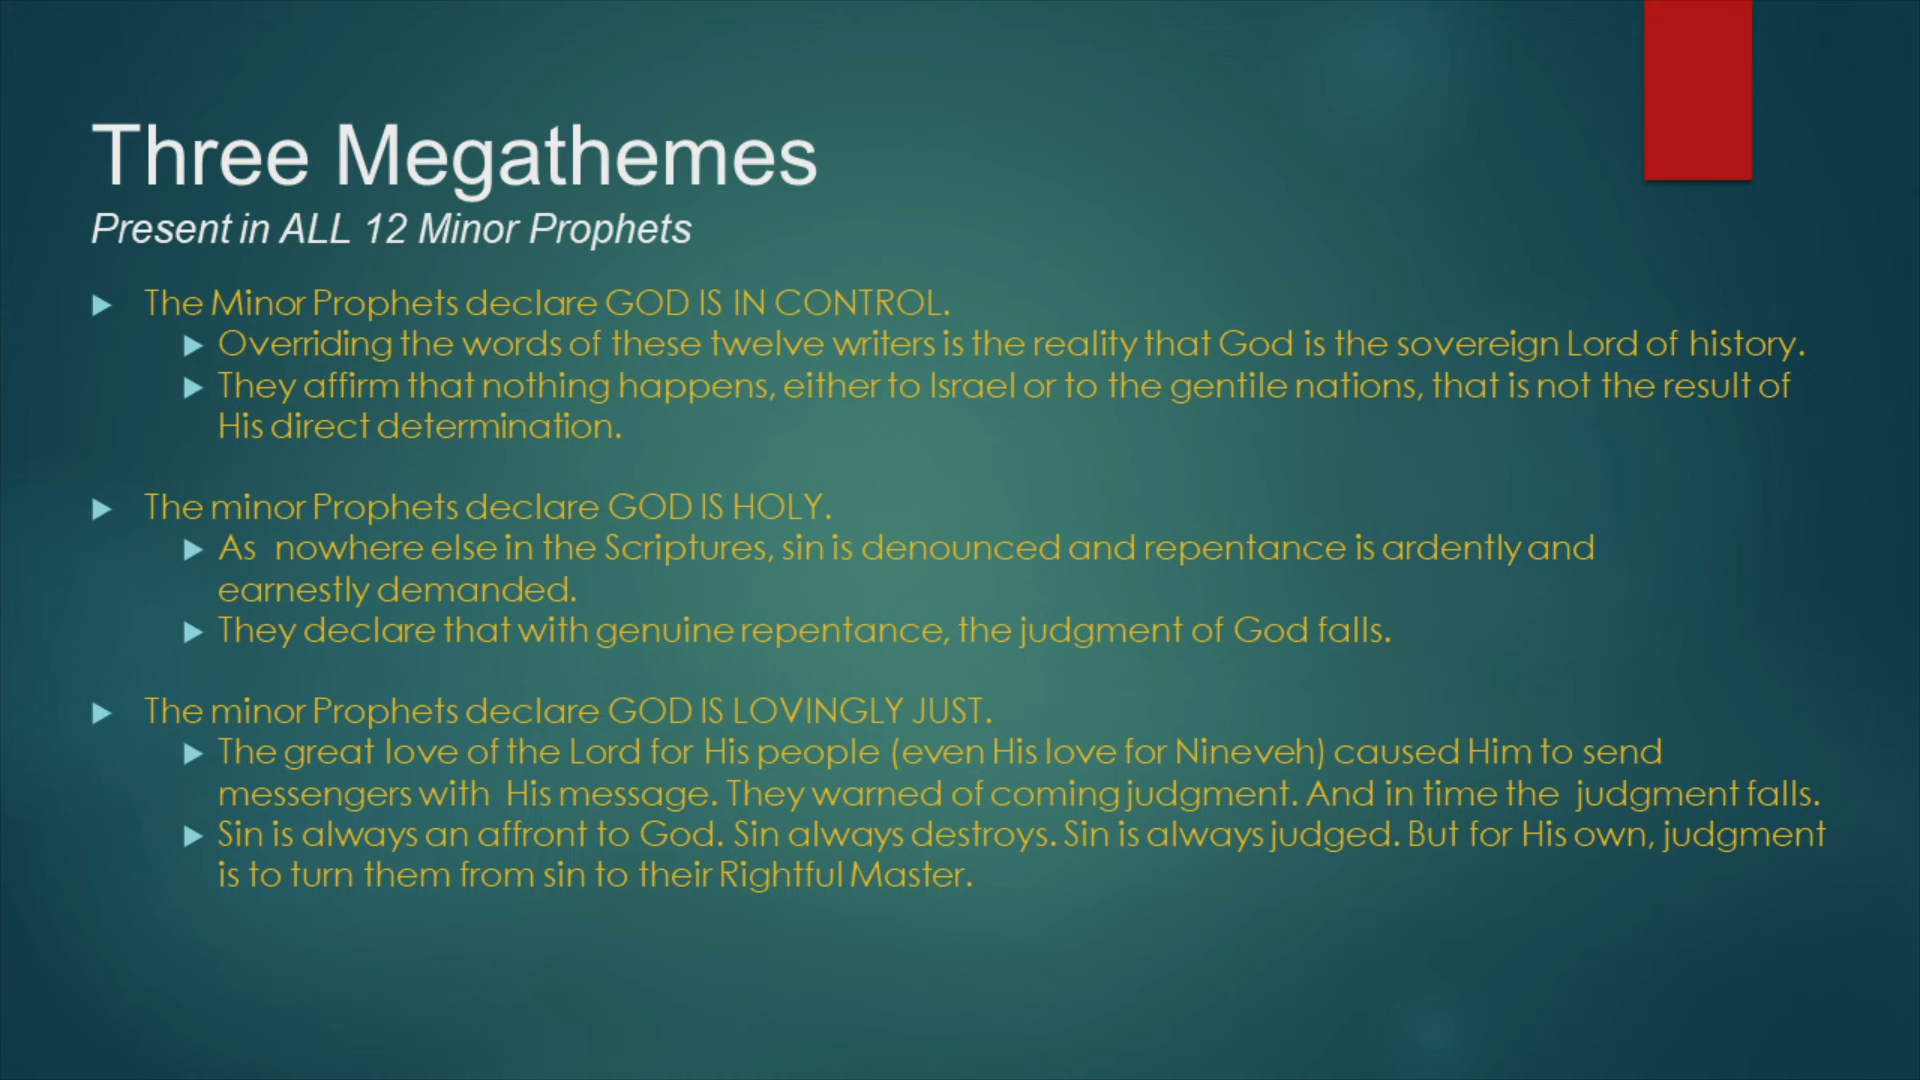 Three Megathemes
Present in ALL 12 Minor Prophets
The Minor Prophets declare GOD IS IN CONTROL.
Overriding the words of these twelve writers is the reality that God is the sovereign Lord of history.
They affirm that nothing happens, either to Israel or to the gentile nations, that is not the result of
His direct determination.
The minor Prophets declare GOD IS HOLY.
As nowhere else in the Scriptures, sin is denounced and repentance is ardently and
earnestly demanded.
They declare that with genuine repentance, the judgment of God falls.
The minor Prophets declare GOD IS LOVINGLY JUST.
The great love of the Lord for His people (even His love for Nineveh) caused Him to send
messengers with His message. They warned of coming judgment. And in time the judgment falls.
Sin is always an affront to God. Sin always destroys. Sin is always judged. But for His own, judgment
is to turn them from sin to their Rightful Master.